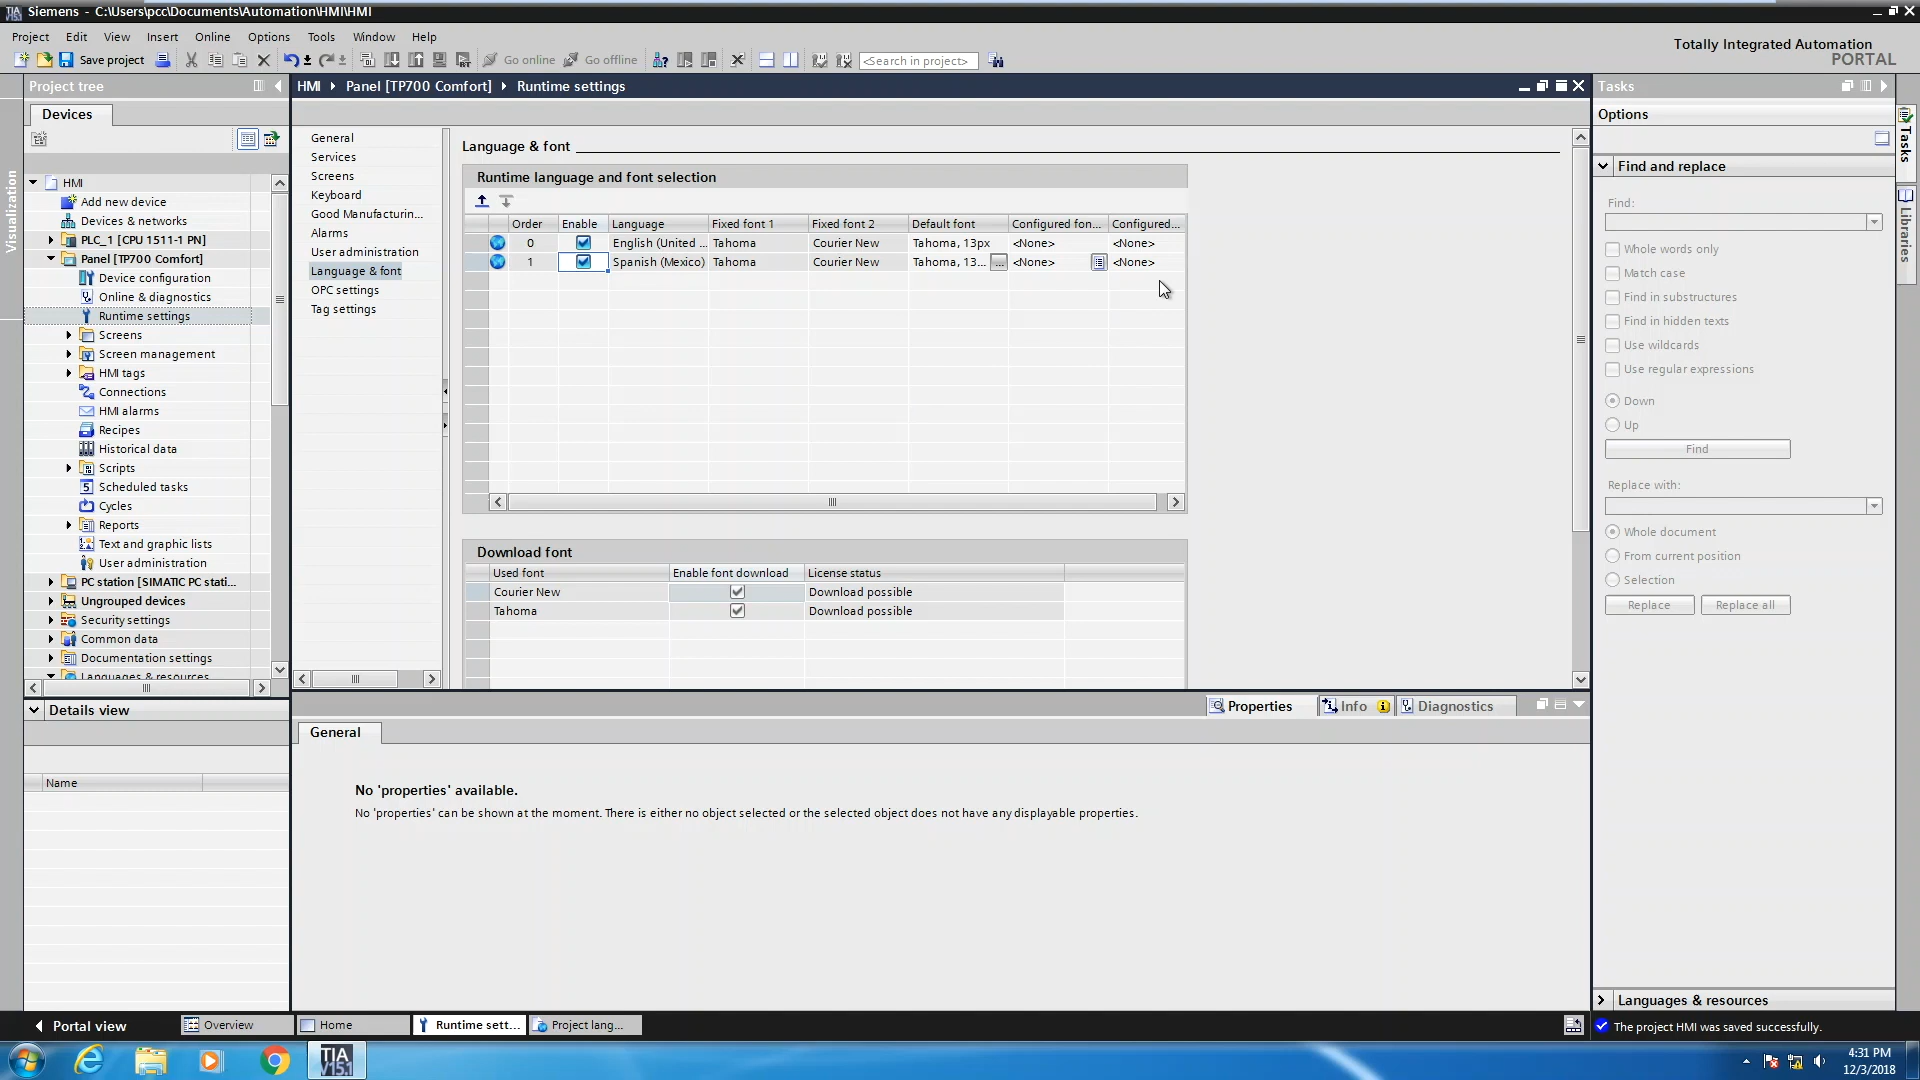 Siemens - C:\Users\pcc\Documents\Automation\HMI\HMI
Project Edit View Insert Online Options Tools Window Help
Totally Integrated Automation
PORTAL
Save project
Go online
Go offline
<Search in project>
Project tree
HMI
Panel [TP700 Comfort]
Runtime settings
Tasks
Devices
Options
Visualization
Tasks
Libraries
HMI
Add new device
Devices & networks
PLC_1 [CPU 1511-1 PN]
Panel [TP700 Comfort]
Device configuration
Online & diagnostics
Runtime settings
Screens
Screen management
HMI tags
Connections
HMI alarms
Recipes
Historical data
Scripts
Scheduled tasks
Cycles
Reports
Text and graphic lists
User administration
PC station [SIMATIC PC stati...
Ungrouped devices
Security settings
Common data
Documentation settings
Languages & resources
Details view
Name
General
Services
Screens
Keyboard
Good Manufacturin...
Alarms
User administration
Language & font
OPC settings
Tag settings
Language & font
Runtime language and font selection
Order Enable Language Fixed font 1 Fixed font 2 Default font Configured fon... Configured...
0 English (United ... Tahoma Courier New Tahoma, 13px <None> <None>
1 Spanish (Mexico) Tahoma Courier New Tahoma, 13... ... <None> <None>
Download font
Used font Enable font download License status
Courier New Download possible
Tahoma Download possible
Properties
Info
Diagnostics
General
No 'properties' available.
No 'properties' can be shown at the moment. There is either no object selected or the selected object does not have any displayable properties.
Find and replace
Find:
Whole words only
Match case
Find in substructures
Find in hidden texts
Use wildcards
Use regular expressions
Down
Up
Find
Replace with:
Whole document
From current position
Selection
Replace
Replace all
Languages & resources
Portal view
Overview
Home
Runtime sett...
Project lang...
The project HMI was saved successfully.
TIA
V15.1
4:31 PM
12/3/2018